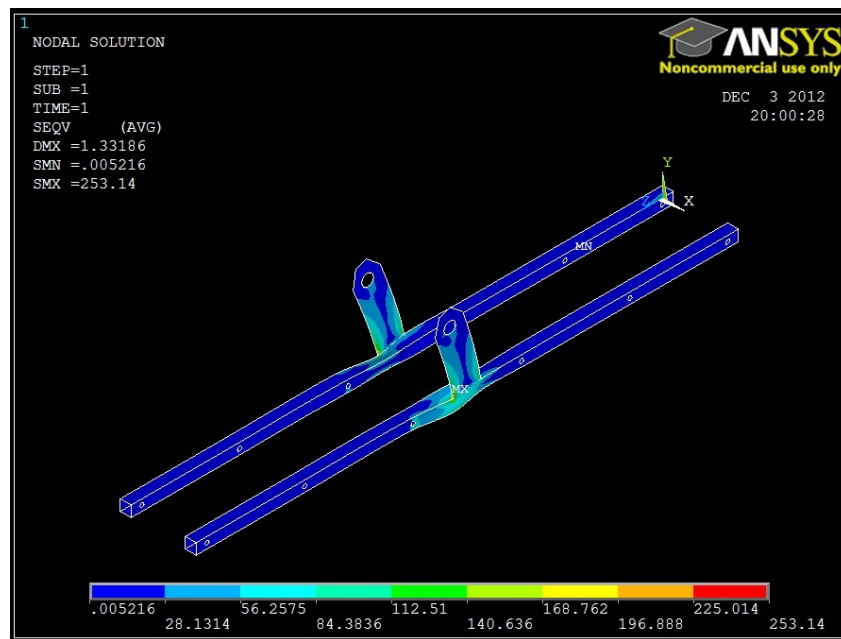 1
NODAL SOLUTION
STEP=1
SUB =1
TIME=1
SEQV (AVG)
DMX =1.33186
SMN =.005216
SMX =253.14
ANSYS
Noncommercial use only
DEC 3 2012
20:00:28
Y
Z X
MN
MX
.005216 56.2575 112.51 168.762 225.014
28.1314 84.3836 140.636 196.888 253.14